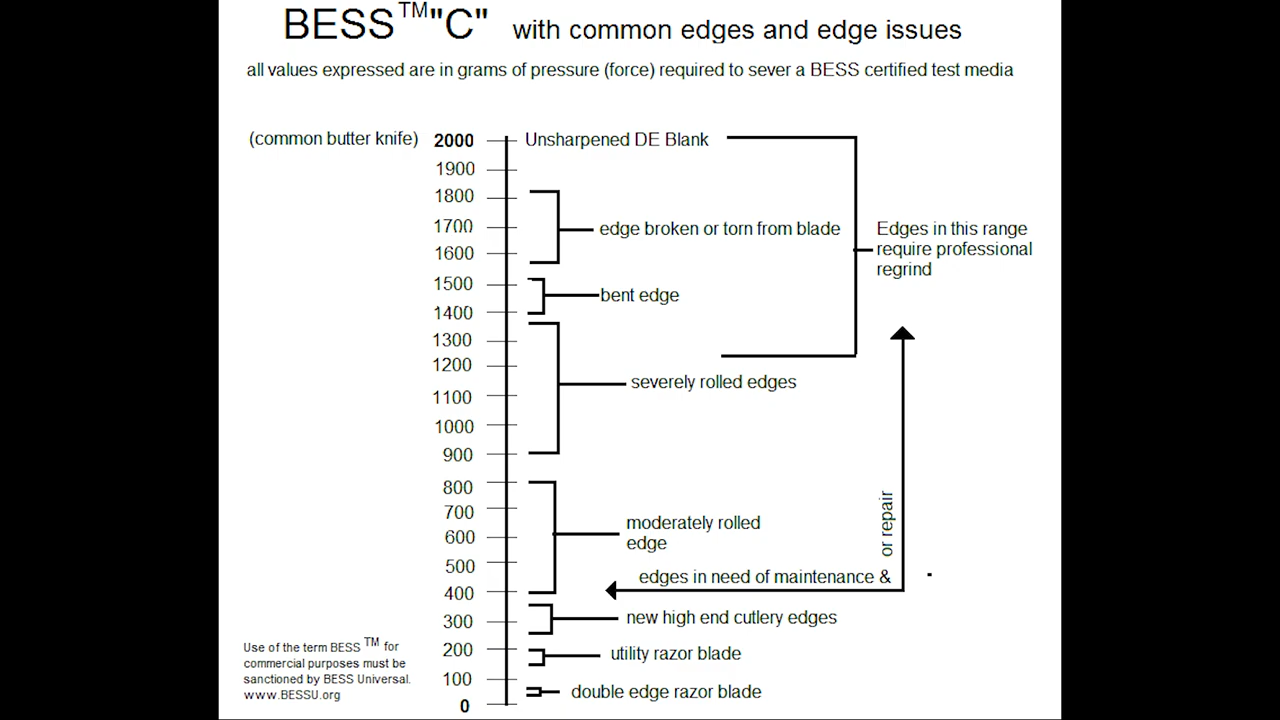 BESS™"C" with common edges and edge issues
all values expressed are in grams of pressure (force) required to sever a BESS certified test media
(common butter knife) 2000 Unsharpened DE Blank
1900
1800
1700 edge broken or torn from blade Edges in this range
require professional
regrind
1600
1500
bent edge
1400
1300
1200
severely rolled edges
1100
1000
900
800
700
moderately rolled
edge
600
or repair
500
edges in need of maintenance &
400
300 new high end cutlery edges
200 utility razor blade
100
double edge razor blade
0
Use of the term BESS ™ for
commercial purposes must be
sanctioned by BESS Universal.
www.BESSU.org